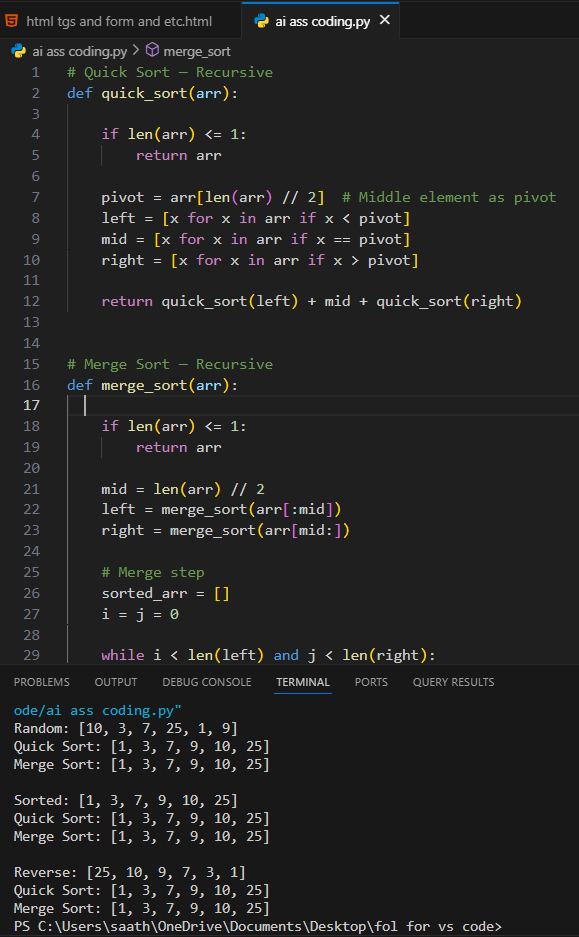 html tgs and form and etc.html
ai ass coding.py ×
ai ass coding.py > merge_sort
1 # Quick Sort – Recursive
2 def quick_sort(arr):
3
4 if len(arr) <= 1:
5 return arr
6
7 pivot = arr[len(arr) // 2]  # Middle element as pivot
8 left = [x for x in arr if x < pivot]
9 mid = [x for x in arr if x == pivot]
10 right = [x for x in arr if x > pivot]
11
12 return quick_sort(left) + mid + quick_sort(right)
13
14
15 # Merge Sort – Recursive
16 def merge_sort(arr):
17
18 if len(arr) <= 1:
19 return arr
20
21 mid = len(arr) // 2
22 left = merge_sort(arr[:mid])
23 right = merge_sort(arr[mid:])
24
25 # Merge step
26 sorted_arr = []
27 i = j = 0
28
29 while i < len(left) and j < len(right):
PROBLEMS OUTPUT DEBUG CONSOLE TERMINAL PORTS QUERY RESULTS
ode/ai ass coding.py"
Random: [10, 3, 7, 25, 1, 9]
Quick Sort: [1, 3, 7, 9, 10, 25]
Merge Sort: [1, 3, 7, 9, 10, 25]
Sorted: [1, 3, 7, 9, 10, 25]
Quick Sort: [1, 3, 7, 9, 10, 25]
Merge Sort: [1, 3, 7, 9, 10, 25]
Reverse: [25, 10, 9, 7, 3, 1]
Quick Sort: [1, 3, 7, 9, 10, 25]
Merge Sort: [1, 3, 7, 9, 10, 25]
PS C:\Users\saath\OneDrive\Documents\Desktop\fol for vs code>